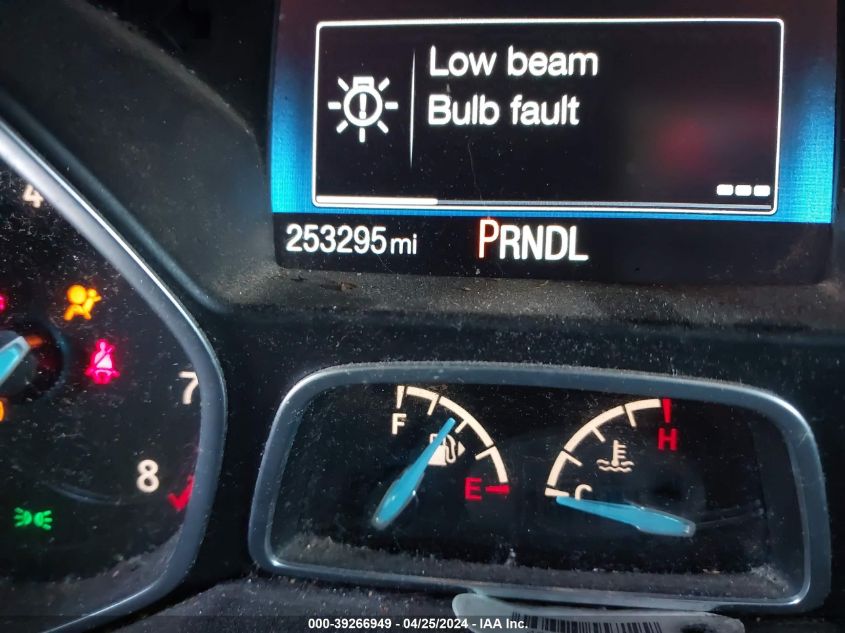 Low beam
Bulb fault
253295 mi PRNDL
4
7
8
F
E
H
C
000-39266949 - 04/25/2024 - IAA Inc.